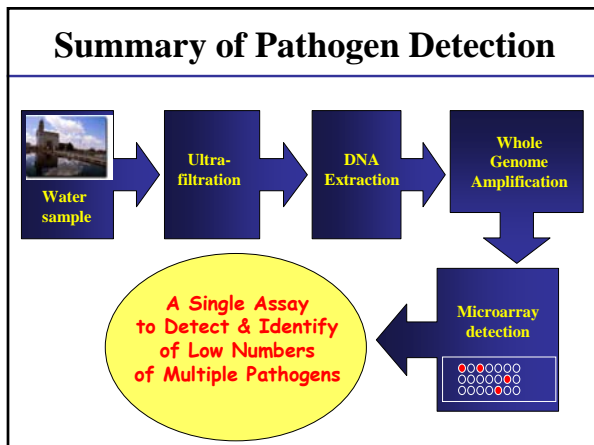 Summary of Pathogen Detection
Water
sample
Ultra-
filtration
DNA
Extraction
Whole
Genome
Amplification
Microarray
detection
A Single Assay
to Detect & Identify
of Low Numbers
of Multiple Pathogens